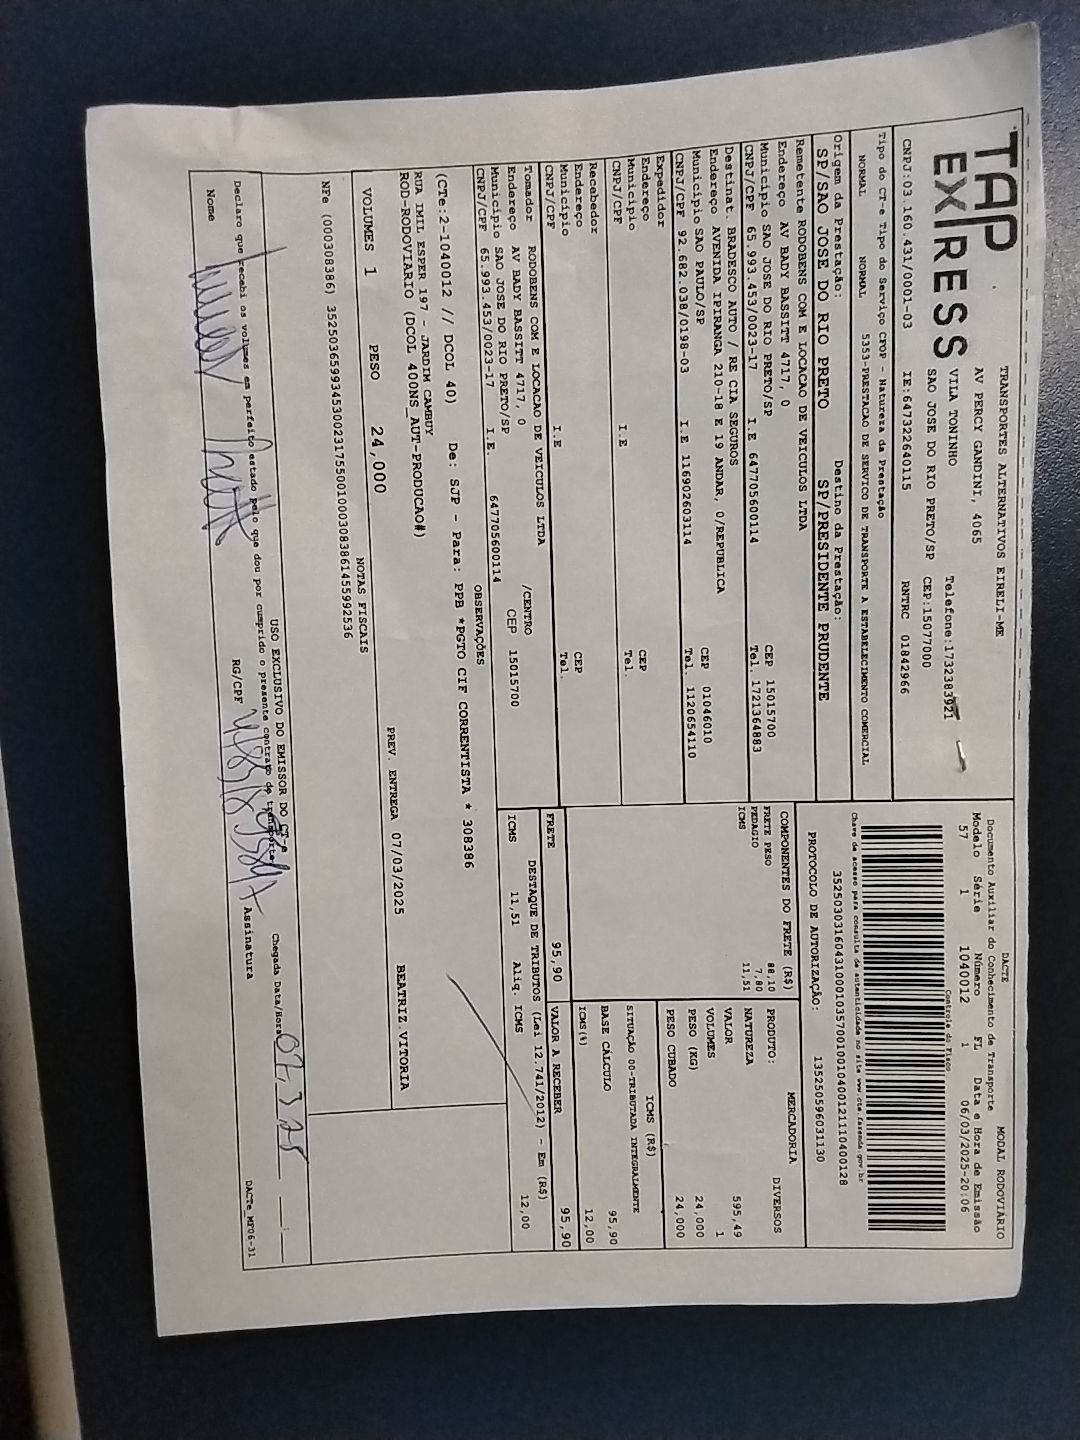 TAP EXPRESS
TRANSPORTES ALTERNATIVOS EIRELI-ME
AV PERCY GANDINI, 4065
VILA TONINHO Telefone:1732383921
SAO JOSE DO RIO PRETO/SP CEP:15077000
CNPJ:03.160.431/0001-03 IE:647322640115 RNTRC 01842966
DACTE MODAL RODOVIÁRIO
Documento Auxiliar do Conhecimento de Transporte
Modelo Série Número FL Data e Hora de Emissão
57 1 1040012 1 06/03/2025-20:06
Controle do Fisco
Chave de acesso para consulta de autenticidade no site www.cte.fazenda.gov.br
PROTOCOLO DE AUTORIZAÇÃO: 135250596031130
Tipo do CT-e Tipo do Serviço CFOP - Natureza da Prestação
NORMAL NORMAL 5353-PRESTACAO DE SERVICO DE TRANSPORTE A ESTABELECIMENTO COMERCIAL
Origem da Prestação: Destino da Prestação:
SP/SAO JOSE DO RIO PRETO SP/PRESIDENTE PRUDENTE
Remetente RODOBENS COM E LOCACAO DE VEICULOS LTDA
Endereço AV BADY BASSITT 4717, 0 CEP 15015700
Município SAO JOSE DO RIO PRETO/SP Tel. 1721364883
CNPJ/CPF 65.993.453/0023-17 I.E 647705600114
Destinat. BRADESCO AUTO / RE CIA SEGUROS
Endereço AVENIDA IPIRANGA 210-18 E 19 ANDAR, 0/REPUBLICA
Município SAO PAULO/SP CEP 01046010
CNPJ/CPF 92.682.038/0198-03 I.E 116902603114 Tel. 1120654110
Expedidor
Endereço
Município CEP
CNPJ/CPF I.E Tel.
Recebedor
Endereço
Município CEP
CNPJ/CPF I.E Tel.
Tomador RODOBENS COM E LOCACAO DE VEICULOS LTDA
Endereço AV BADY BASSITT 4717, 0 /CENTRO
Município SAO JOSE DO RIO PRETO/SP CEP 15015700
CNPJ/CPF 65.993.453/0023-17 I.E. 647705600114
COMPONENTES DO FRETE (R$)
FRETE PESO 88,10
PEDAGIO 7,80
ICMS 11,51
FRETE 95,90
MERCADORIA
PRODUTO: DIVERSOS
NATUREZA
VALOR 595,49
VOLUMES 1
PESO (KG) 24,000
PESO CUBADO 24,000
ICMS (R$)
SITUAÇÃO 00-TRIBUTADA INTEGRALMENTE
BASE CÁLCULO 95,90
ICMS(%) 12,00
VALOR A RECEBER 95,90
DESTAQUE DE TRIBUTOS (Lei 12.741/2012) - Em (R$)
ICMS 11,51 Alíq. ICMS 12,00
OBSERVAÇÕES
(CTe:2-1040012 // DCOL 40) De: SJP - Para: PPB *PGTO CIF CORRENTISTA * 308386
RUA IMIL ESPER 197 - JARDIM CAMBUY
ROD-RODOVIARIO (DCOL 400NS_AUT-PRODUCAO#)
VOLUMES 1 PESO 24,000 PREV. ENTREGA 07/03/2025 BEATRIZ.VITORIA
NOTAS FISCAIS
USO EXCLUSIVO DO EMISSOR DO CT-e
Declaro que recebi os volumes em perfeito estado pelo que dou por cumprido o presente contrato de transporte.
Chegada Data/Hora
Nome RG/CPF Assinatura
DACTe_MF06-31